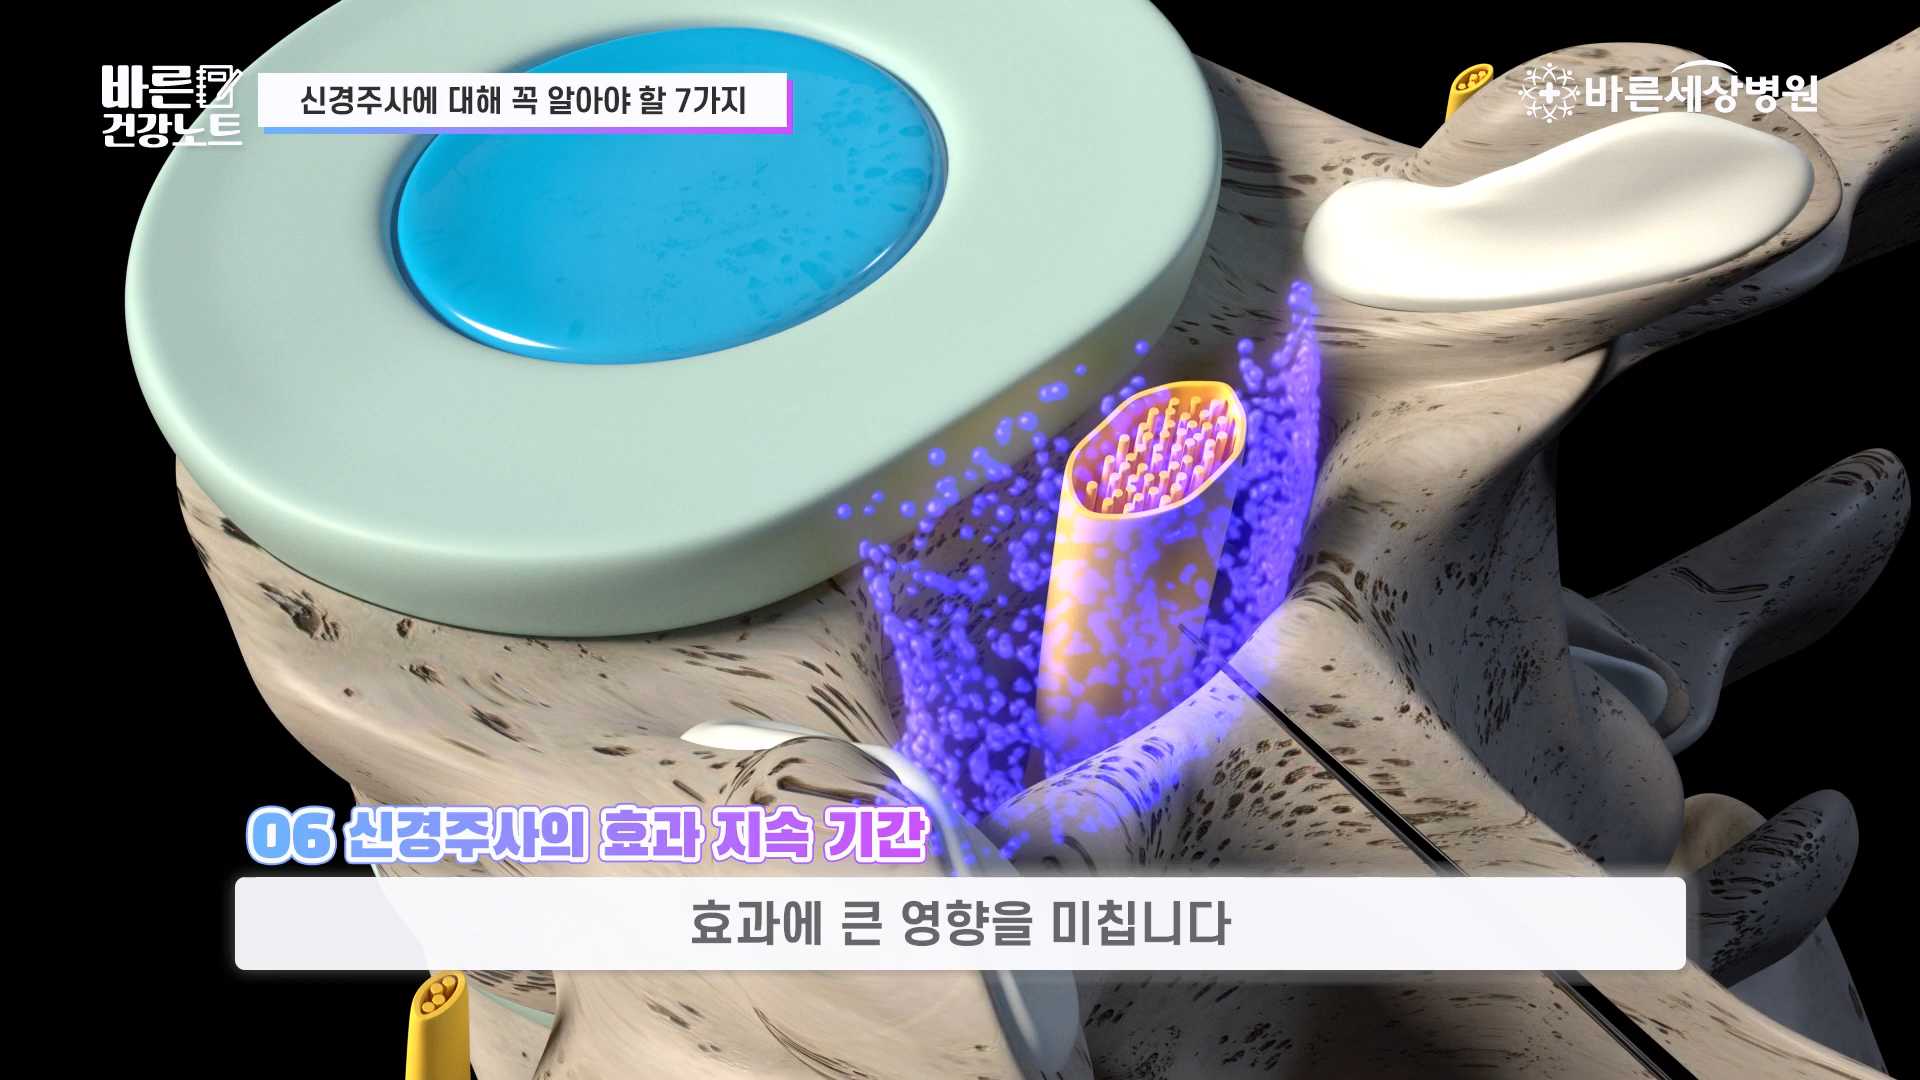 바른
건강노트
신경주사에 대해 꼭 알아야 할 7가지
바른세상병원
06 신경주사의 효과 지속 기간
효과에 큰 영향을 미칩니다